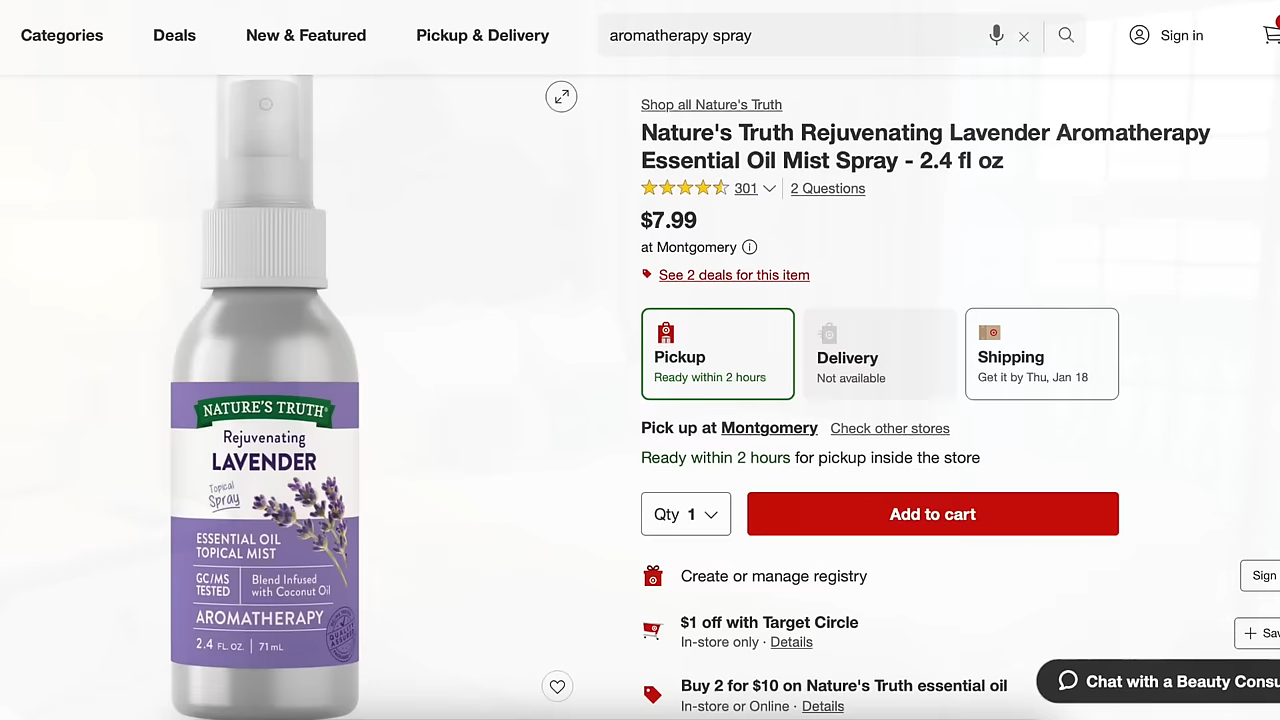 Categories
Deals
New & Featured
Pickup & Delivery
aromatherapy spray
Sign in
Shop all Nature's Truth
Nature's Truth Rejuvenating Lavender Aromatherapy
Essential Oil Mist Spray - 2.4 fl oz
301
2 Questions
$7.99
at Montgomery
See 2 deals for this item
Pickup
Ready within 2 hours
Delivery
Not available
Shipping
Get it by Thu, Jan 18
Pick up at Montgomery
Check other stores
Ready within 2 hours for pickup inside the store
Qty 1
Add to cart
Create or manage registry
Sign
$1 off with Target Circle
In-store only · Details
Buy 2 for $10 on Nature's Truth essential oil
In-store or Online · Details
Chat with a Beauty
NATURE'S TRUTH®
Rejuvenating
LAVENDER
Topical
Spray
ESSENTIAL OIL
TOPICAL MIST
GC/MS
TESTED
Blend Infused
with Coconut Oil
AROMATHERAPY
2.4 FL. OZ. | 71 mL